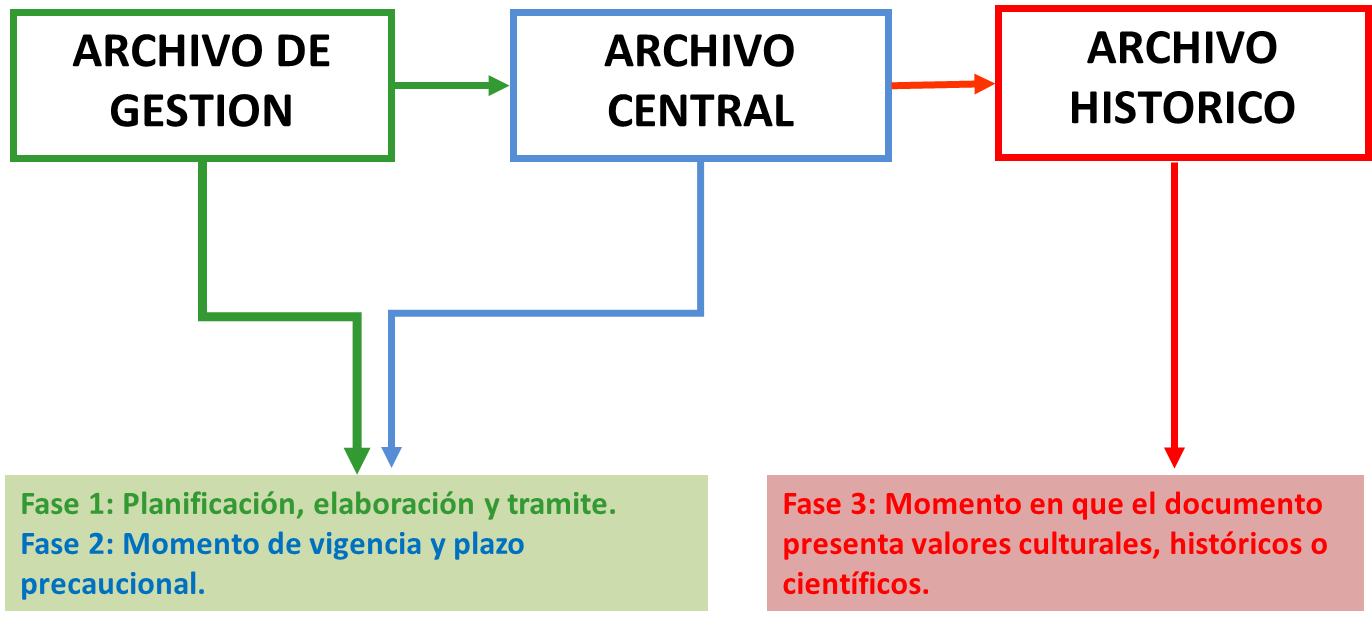 ARCHIVO DE
GESTION
ARCHIVO
CENTRAL
ARCHIVO
HISTORICO
Fase 1: Planificación, elaboración y tramite.
Fase 2: Momento de vigencia y plazo
precaucional.
Fase 3: Momento en que el documento
presenta valores culturales, históricos o
científicos.